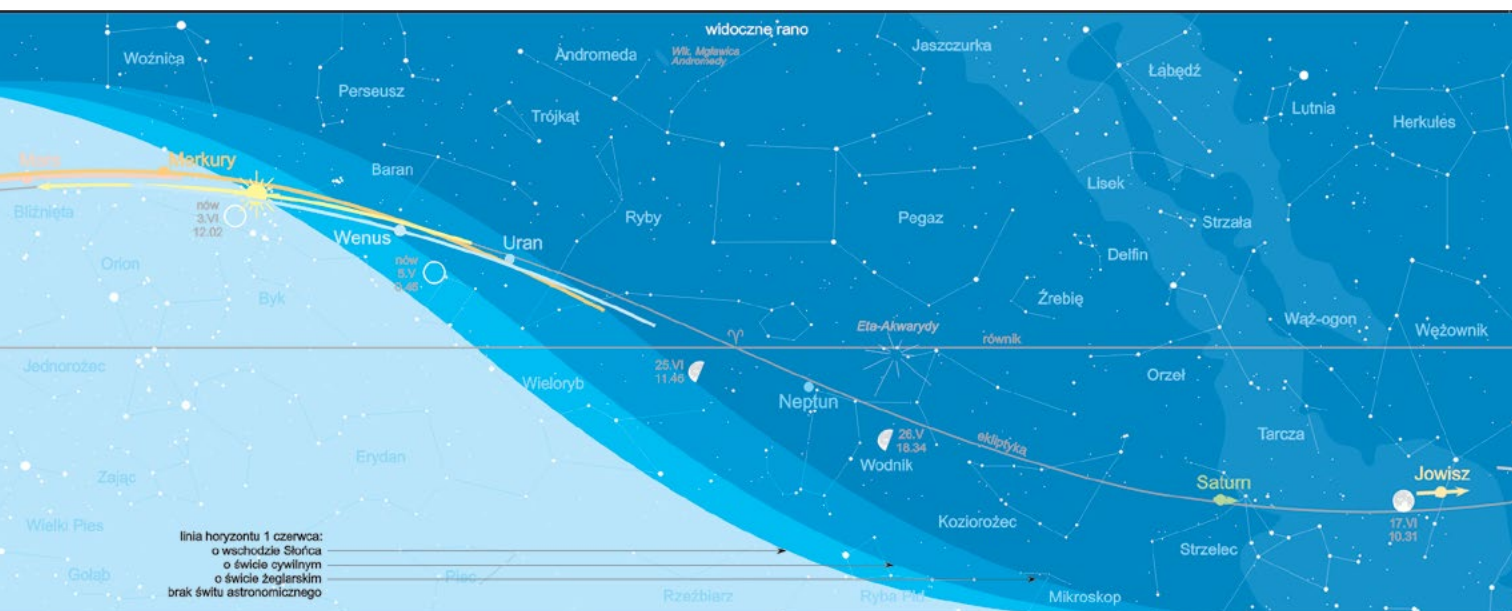 widoczne rano
Woźnica
Andromeda
Wlk. Mgławica
Andromedy
Jaszczurka
Łabędź
Perseusz
Trójkąt
Lutnia
Herkules
Mars
Merkury
Baran
Lisek
Bliźnięta
nów
3.VI
12.02
Ryby
Pegaz
Strzała
Wenus
Uran
Delfin
Orion
nów
5.V
Byk
Źrebię
Eta-Akwarydy
Wąż-ogon
Wężownik
równik
Jednorożec
25.VI
11.46
Orzeł
Wieloryb
Neptun
Tarcza
26.V
18.34
ekliptyka
Erydan
Wodnik
Zając
Saturn
Jowisz
Wielki Pies
Koziorożec
17.VI
10.31
linia horyzontu 1 czerwca:
o wschodzie Słońca
Strzelec
o świcie cywilnym
Gołąb
o świcie żeglarskim
Piec
brak świtu astronomicznego
Rzeźbiarz
Ryba Płd
Mikroskop